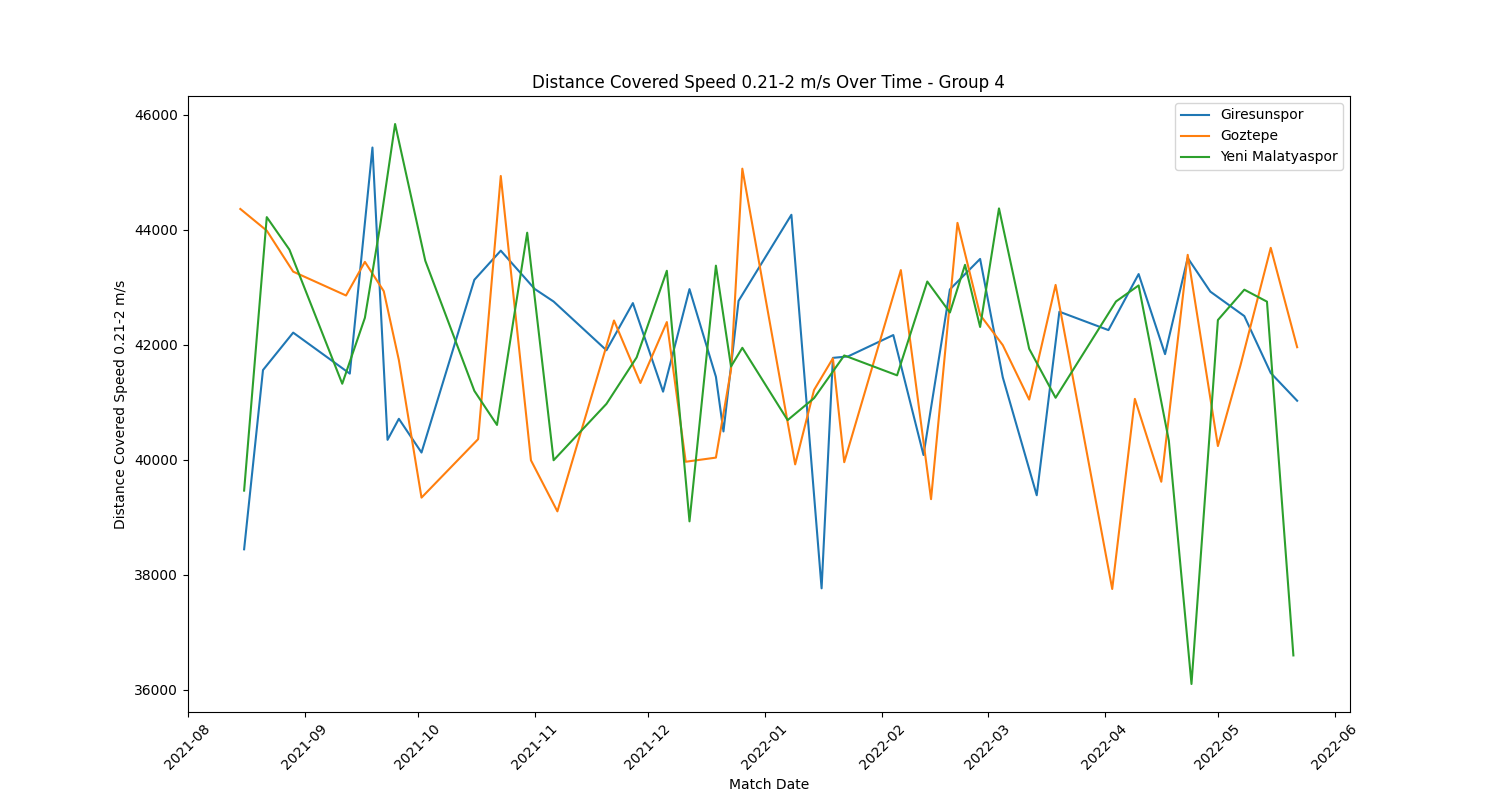 Distance Covered Speed 0.21-2 m/s Over Time - Group 4
Giresunspor
Goztepe
Yeni Malatyaspor
Distance Covered Speed 0.21-2 m/s
46000
44000
42000
40000
38000
36000
2021-08
2021-09
2021-10
2021-11
2021-12
2022-01
2022-02
2022-03
2022-04
2022-05
2022-06
Match Date